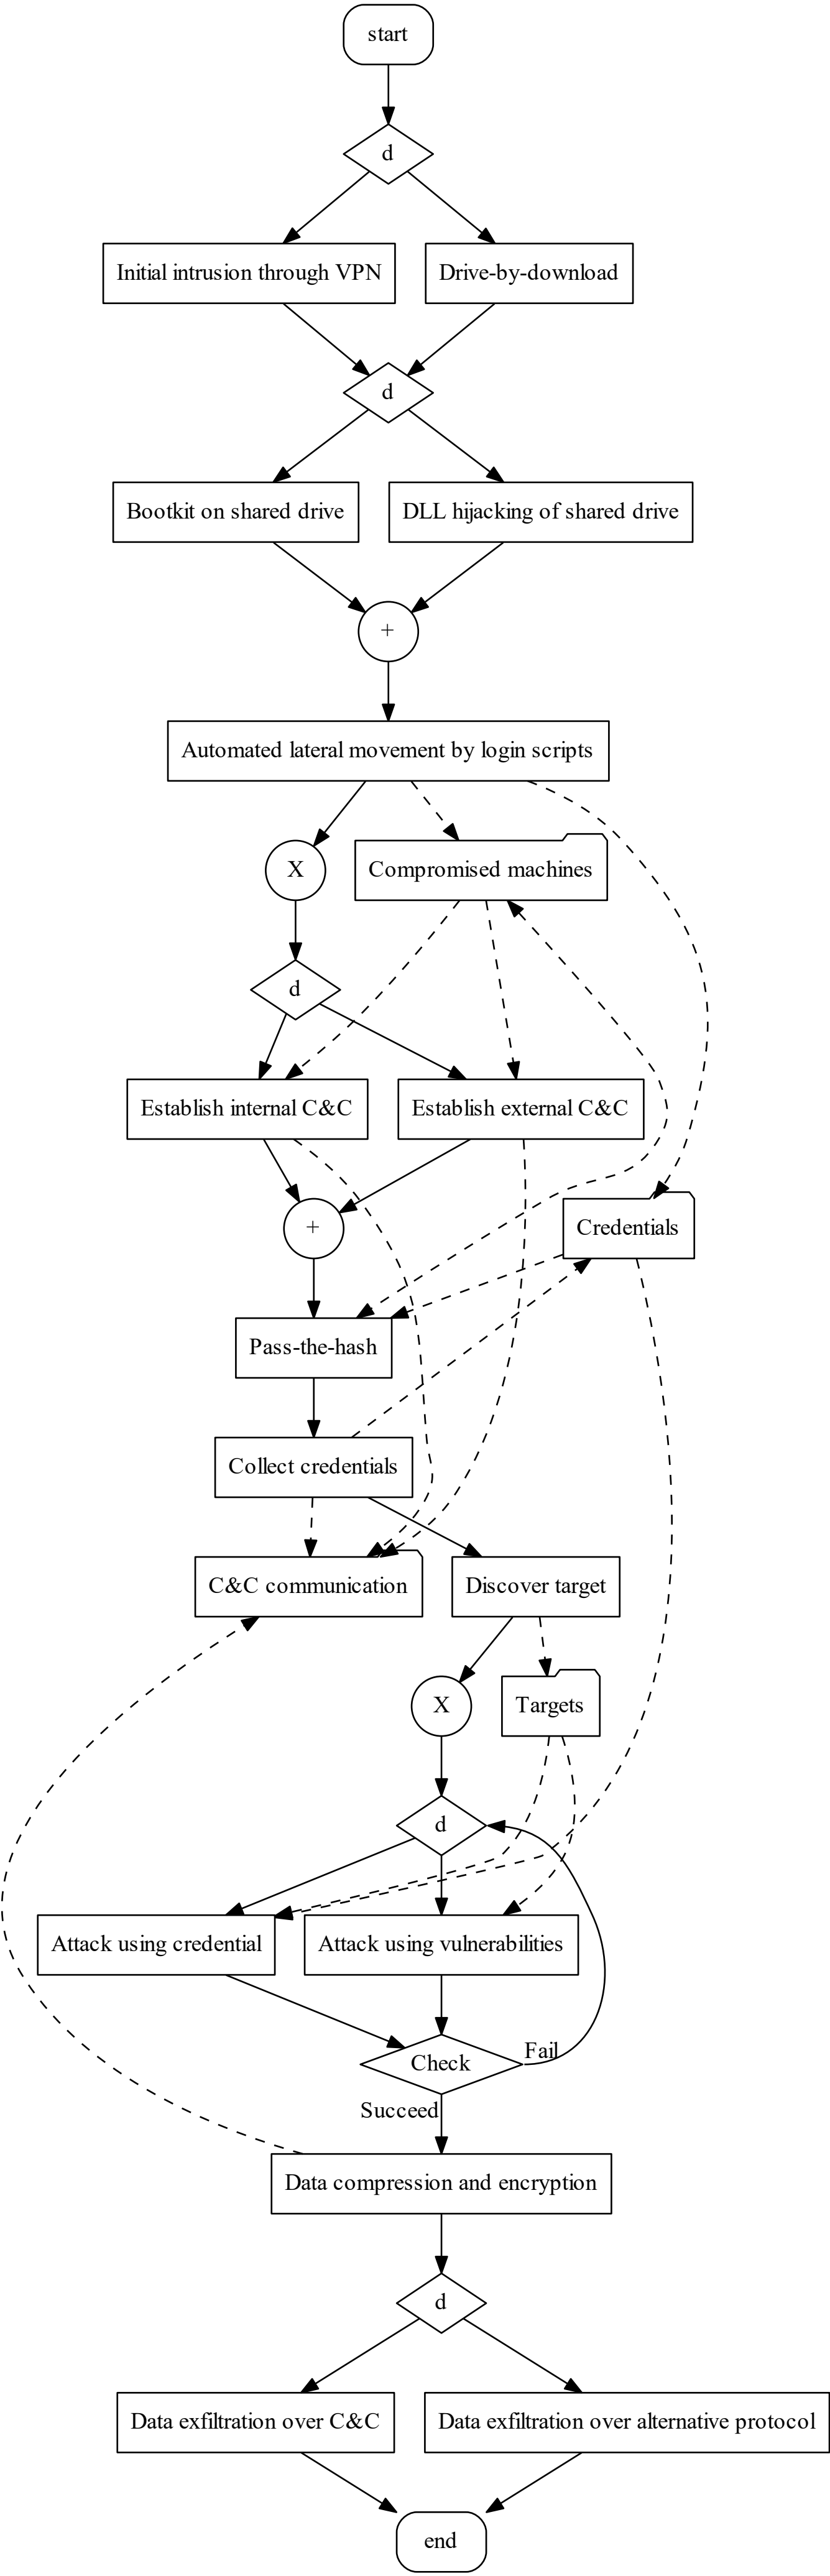 start
d
Initial intrusion through VPN
Drive-by-download
d
Bootkit on shared drive
DLL hijacking of shared drive
+
Automated lateral movement by login scripts
X
Compromised machines
d
Establish internal C&C
Establish external C&C
+
Credentials
Pass-the-hash
Collect credentials
C&C communication
Discover target
X
Targets
d
Attack using credential
Attack using vulnerabilities
Fail
Check
Succeed
Data compression and encryption
d
Data exfiltration over C&C
Data exfiltration over alternative protocol
end